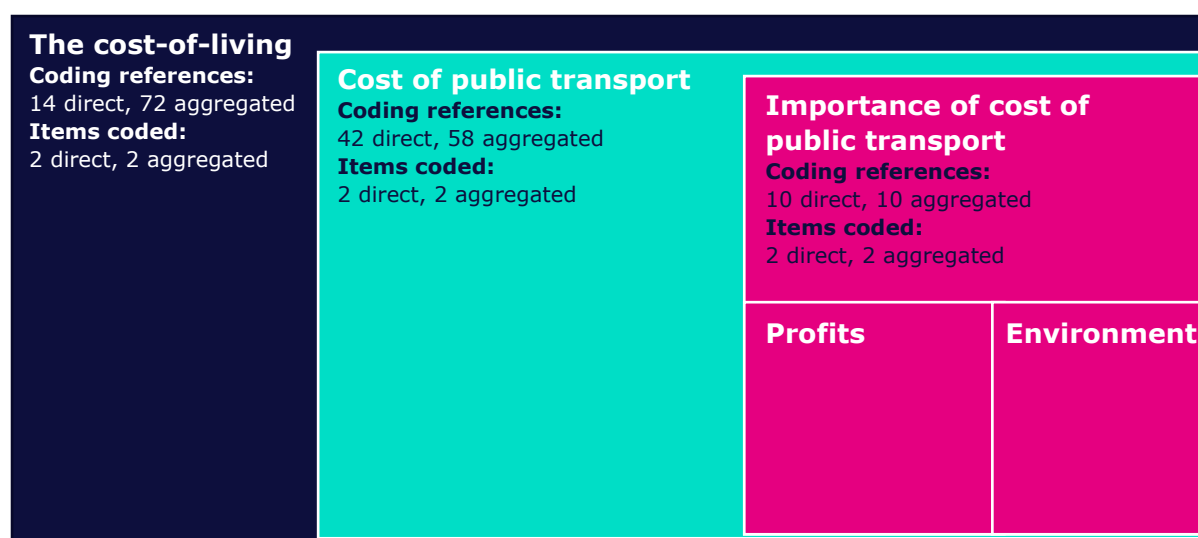 The cost-of-living
Coding references:
14 direct, 72 aggregated
Items coded:
2 direct, 2 aggregated
Cost of public transport
Coding references:
42 direct, 58 aggregated
Items coded:
2 direct, 2 aggregated
Importance of cost of
public transport
Coding references:
10 direct, 10 aggregated
Items coded:
2 direct, 2 aggregated
Profits
Environment